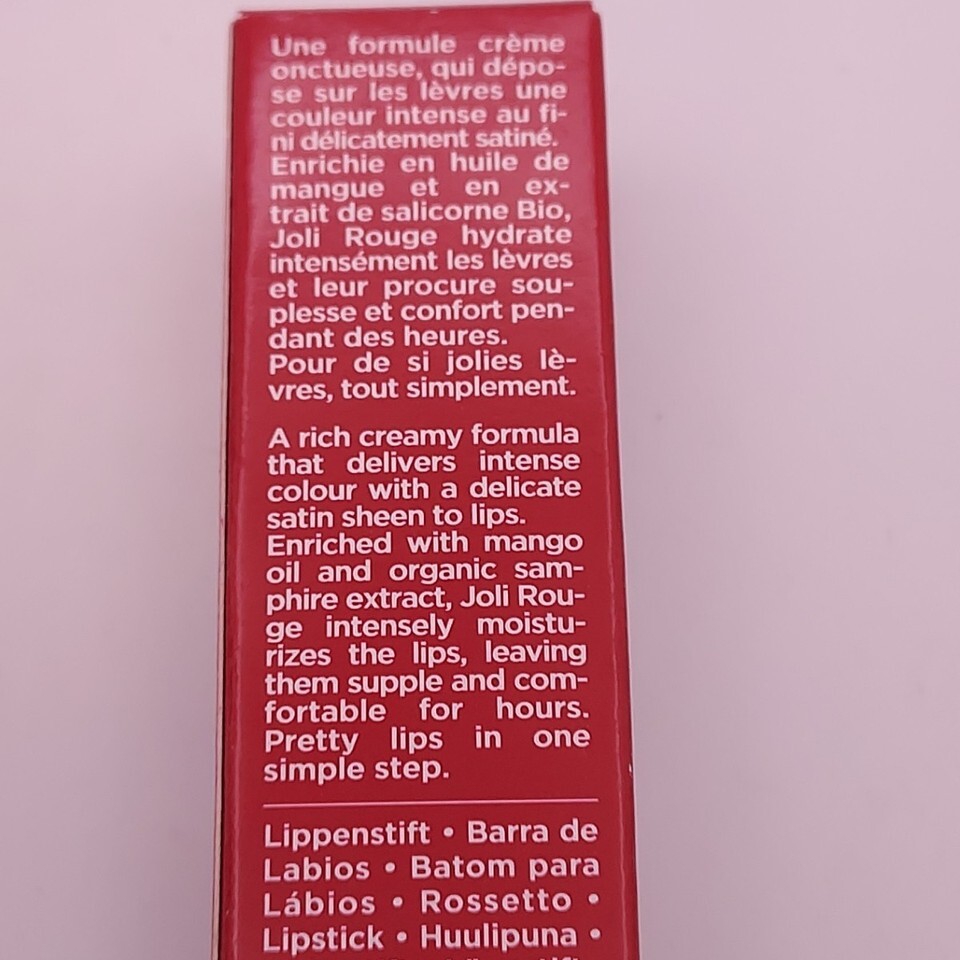 Une formule crème
onctueuse, qui dépo-
se sur les lèvres une
couleur intense au fi-
ni délicatement satiné.
Enrichie en huile de
mangue et en ex-
trait de salicorne Bio,
Joli Rouge hydrate
intensément les lèvres
et leur procure sou-
plesse et confort pen-
dant des heures.
Pour de si jolies lè-
vres, tout simplement.
A rich creamy formula
that delivers intense
colour with a delicate
satin sheen to lips.
Enriched with mango
oil and organic sam-
phire extract, Joli Rou-
ge intensely moistu-
rizes the lips, leaving
them supple and com-
fortable for hours.
Pretty lips in one
simple step.
Lippenstift • Barra de
Labios • Batom para
Lábios • Rossetto •
Lipstick • Huulipuna •